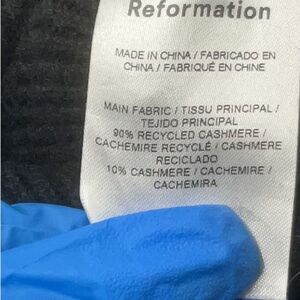 Reformation
MADE IN CHINA / FABRICADO EN
CHINA / FABRIQUÉ EN CHINE
MAIN FABRIC / TISSU PRINCIPAL /
TEJIDO PRINCIPAL
90% RECYCLED CASHMERE /
CACHEMIRE RECYCLÉ / CASHMERE
RECICLADO
10% CASHMERE / CACHEMIRE /
CACHEMIRA